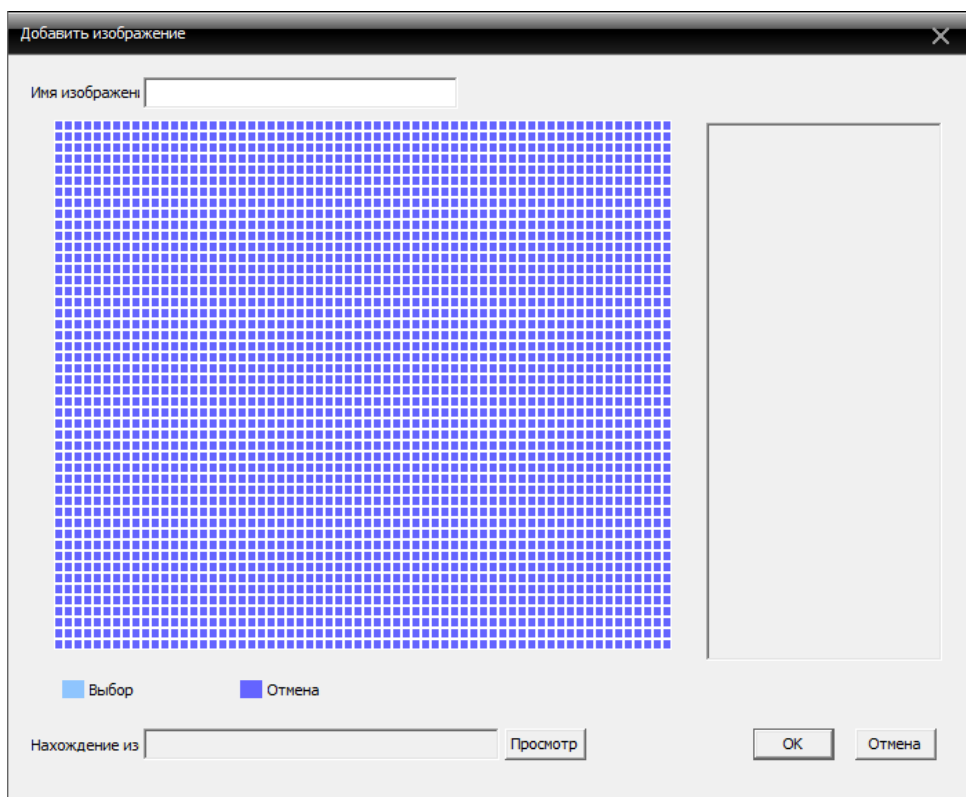 Добавить изображение
Имя изображени
Выбор
Отмена
Нахождение из
Просмотр
OK
Отмена